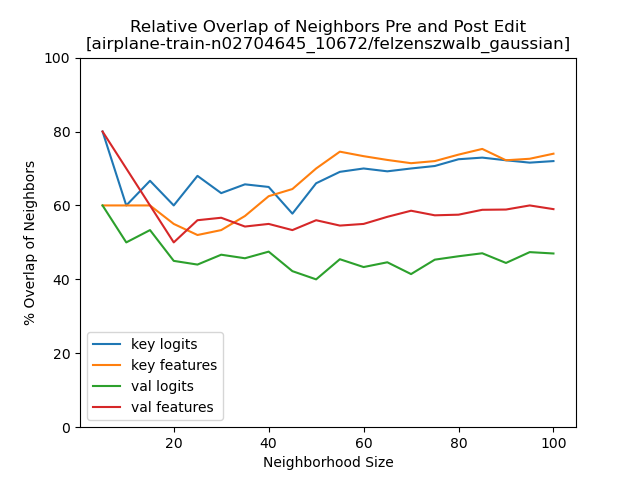 Relative Overlap of Neighbors Pre and Post Edit
[airplane-train-n02704645_10672/felzenszwalb_gaussian]
100
80
60
40
20
0
% Overlap of Neighbors
key logits
key features
val logits
val features
20 40 60 80 100
Neighborhood Size